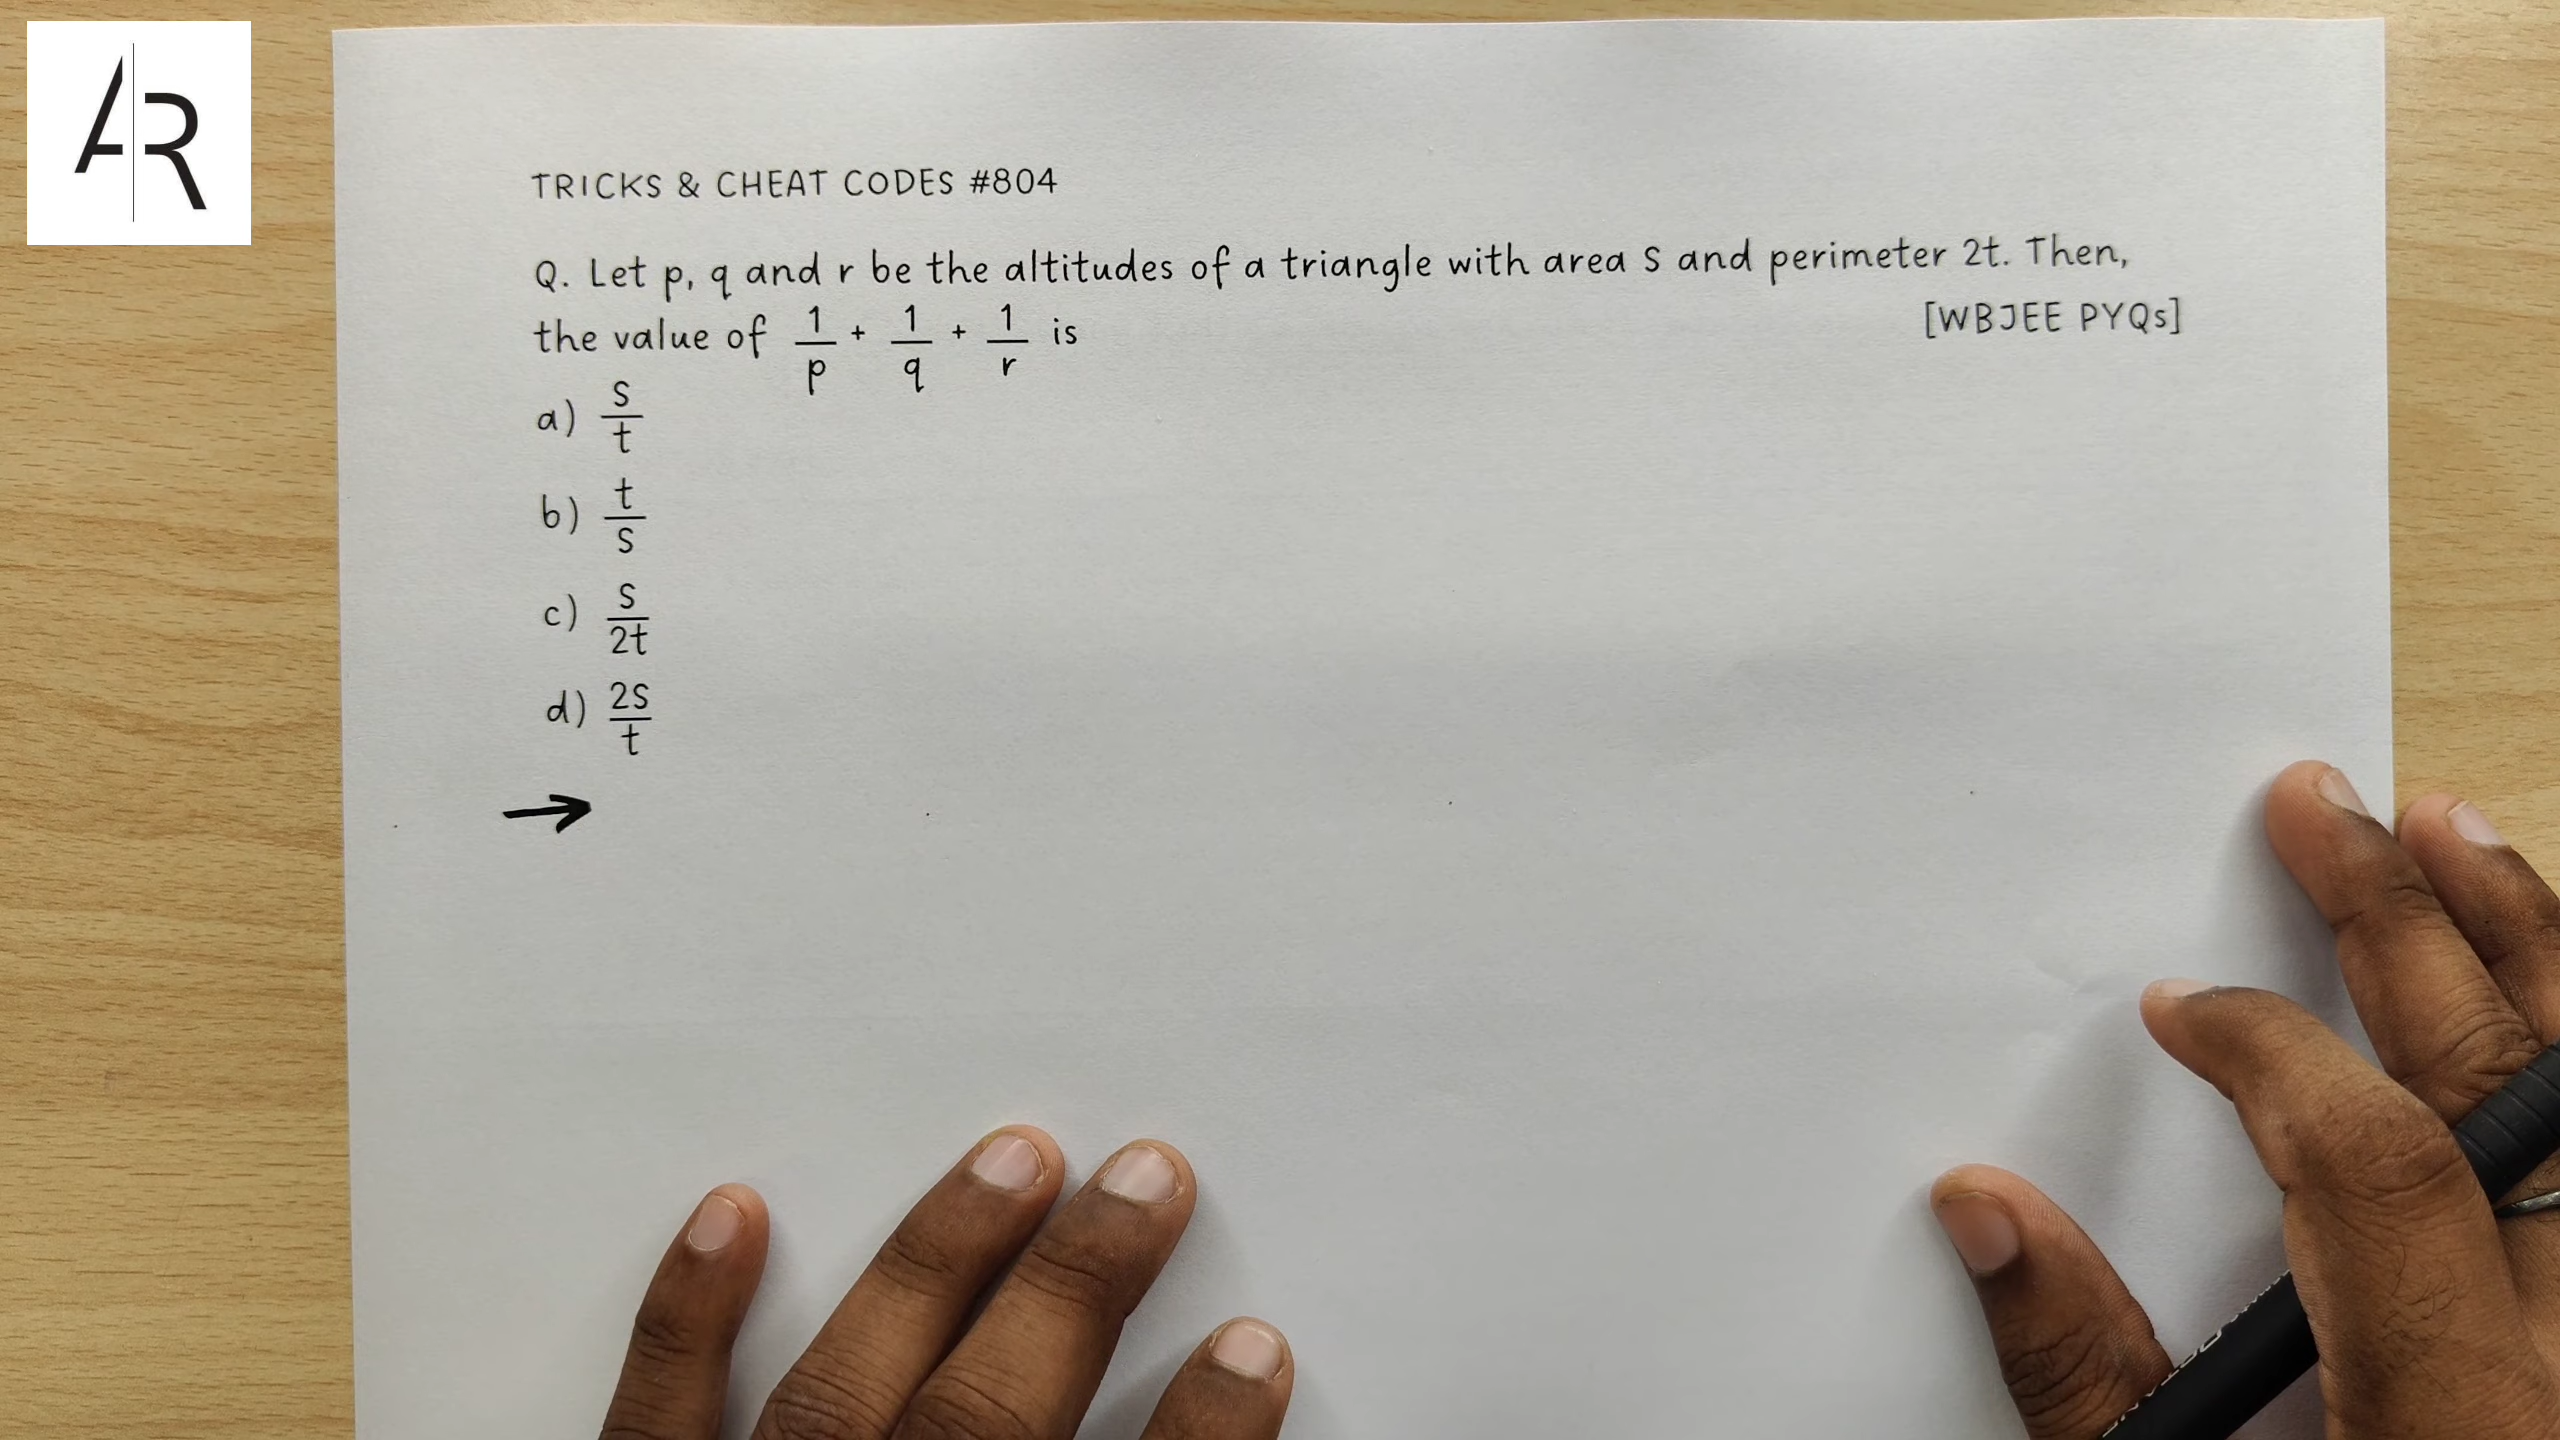 AR
TRICKS & CHEAT CODES #804
Q. Let p, q and r be the altitudes of a triangle with area S and perimeter 2t. Then,
the value of 1/p + 1/q + 1/r is [WBJEE PYQs]
a) s/t
b) t/s
c) s/2t
d) 2s/t
→